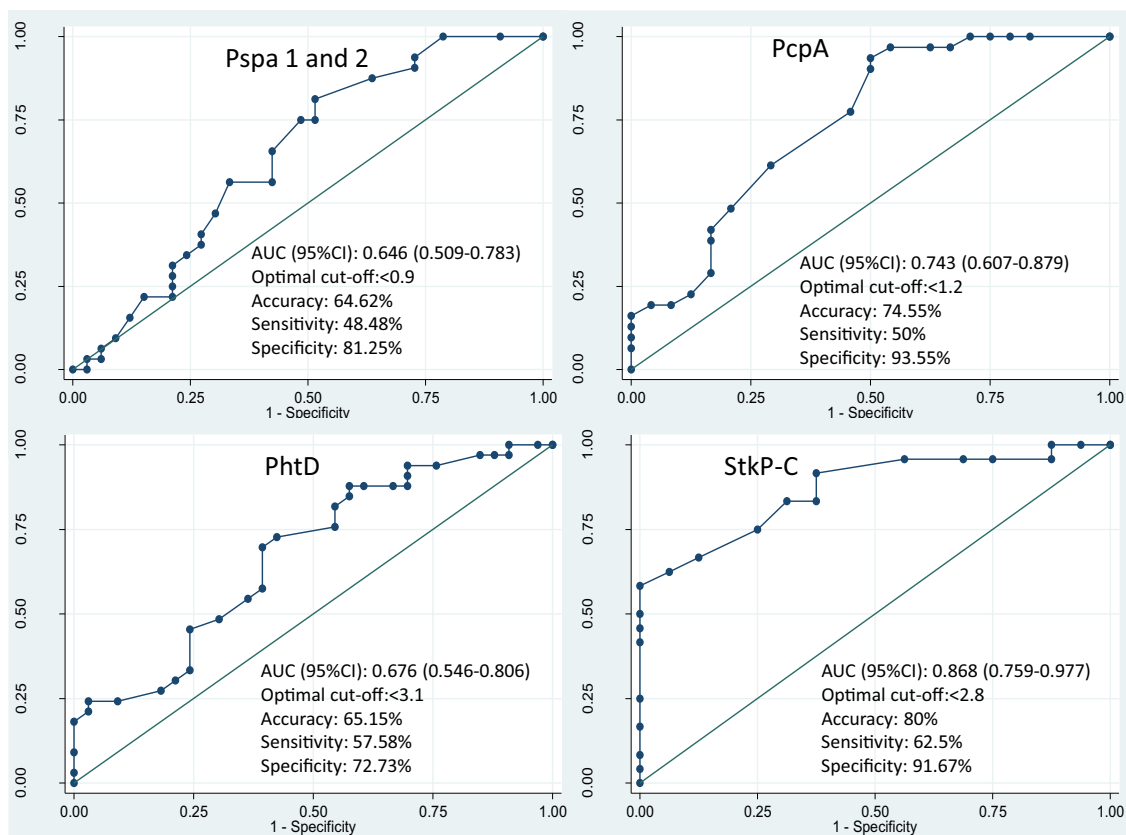 Pspa 1 and 2
1.00
0.75
0.50
0.25
0.00
AUC (95%CI): 0.646 (0.509-0.783)
Optimal cut-off:<0.9
Accuracy: 64.62%
Sensitivity: 48.48%
Specificity: 81.25%
0.00 0.25 0.50 0.75 1.00
1 - Specificity
PcpA
1.00
0.75
0.50
0.25
0.00
AUC (95%CI): 0.743 (0.607-0.879)
Optimal cut-off:<1.2
Accuracy: 74.55%
Sensitivity: 50%
Specificity: 93.55%
0.00 0.25 0.50 0.75 1.00
1 - Specificity
PhtD
1.00
0.75
0.50
0.25
0.00
AUC (95%CI): 0.676 (0.546-0.806)
Optimal cut-off:<3.1
Accuracy: 65.15%
Sensitivity: 57.58%
Specificity: 72.73%
0.00 0.25 0.50 0.75 1.00
1 - Specificity
StkP-C
1.00
0.75
0.50
0.25
0.00
AUC (95%CI): 0.868 (0.759-0.977)
Optimal cut-off:<2.8
Accuracy: 80%
Sensitivity: 62.5%
Specificity: 91.67%
0.00 0.25 0.50 0.75 1.00
1 - Specificity